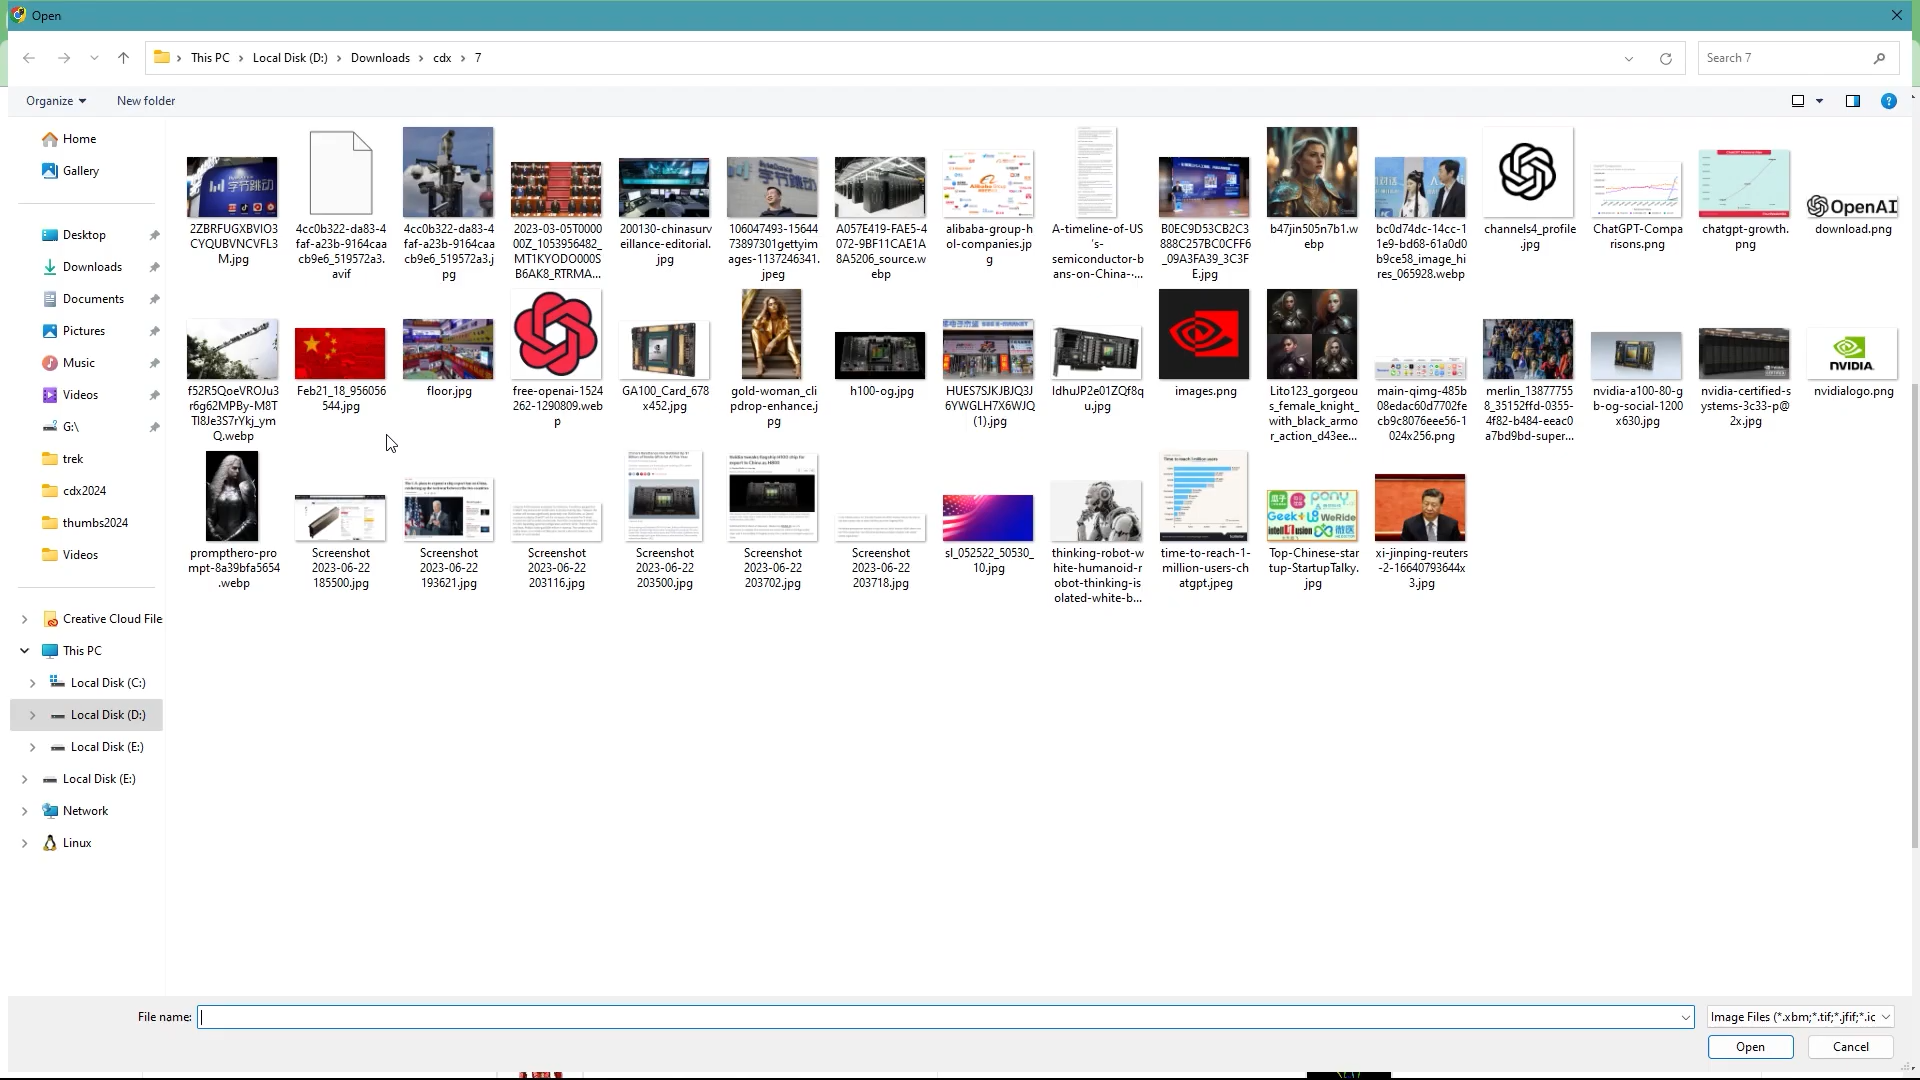 Open
This PC
Local Disk (D:)
Downloads
cdx
7
Search 7
Organize
New folder
Home
Gallery
Desktop
Downloads
Documents
Pictures
Music
Videos
G:\
trek
cdx2024
thumbs2024
Videos
Creative Cloud File
This PC
Local Disk (C:)
Local Disk (D:)
Local Disk (E:)
Local Disk (E:)
Network
Linux
字节跳动
2ZBRFUGXBVIO3
CYQUBVNCVFL3
M.jpg
4cc0b322-da83-4
faf-a23b-9164caa
cb9e6_519572a3.
avif
4cc0b322-da83-4
faf-a23b-9164caa
cb9e6_519572a3.j
pg
2023-03-05T0000
00Z_1053956482_
MT1KYODO000S
B6AK8_RTRMA...
200130-chinasurv
eillance-editorial.
jpg
106047493-15644
73897301gettyim
ages-1137246341.
jpeg
A057E419-FAE5-4
072-9BF11CAE1A
8A5206_source.w
ebp
alibaba-group-h
ol-companies.jp
g
A-timeline-of-US
's-
semiconductor-b
ans-on-China-...
B0EC9D53CB2C3
888C257BC0CFF6
_09A3FA39_3C3F
E.jpg
b47jin505n7b1.w
ebp
bc0d74dc-14cc-1
1e9-bd68-61a0d0
b9ce58_image_hi
res_065928.webp
channels4_profile
.jpg
ChatGPT-Compa
risons.png
chatgpt-growth.
png
OpenAI
download.png
f52R5QoeVROJu3
r6g62MPBy-M8T
Tl8Je3S7rYkj_ym
Q.webp
Feb21_18_956056
544.jpg
floor.jpg
free-openai-1524
262-1290809.web
p
GA100_Card_678
x452.jpg
gold-woman_cli
pdrop-enhance.j
pg
h100-og.jpg
HUES7SJKJBJQ3J
6YWGLH7X6WJQ
(1).jpg
IdhuJP2e01ZQf8q
u.jpg
images.png
Lito123_gorgeou
s_female_knight_
with_black_armo
r_action_d43ee...
main-qimg-485b
08edac60d7702fe
cb9c8076eee56-1
024x256.png
merlin_13877755
8_35152ffd-0355-
4f82-b484-eeac0
a7bd9bd-super...
nvidia-a100-80-g
b-og-social-1200
x630.jpg
nvidia-certified-s
ystems-3c33-p@
2x.jpg
NVIDIA.
nvidialogo.png
prompthero-pro
mpt-8a39bfa5654
.webp
Screenshot
2023-06-22
185500.jpg
Screenshot
2023-06-22
193621.jpg
Screenshot
2023-06-22
203116.jpg
Screenshot
2023-06-22
203500.jpg
Screenshot
2023-06-22
203702.jpg
Screenshot
2023-06-22
203718.jpg
sl_052522_50530_
10.jpg
thinking-robot-w
hite-humanoid-r
obot-thinking-is
olated-white-b...
time-to-reach-1-
million-users-ch
atgpt.jpeg
pony
Geek+
WeRide
Top-Chinese-star
tup-StartupTalky.
jpg
xi-jinping-reuters
-2-16640793644x
3.jpg
File name:
Image Files (*.xbm;*.tif;*.jfif;*.ic
Open
Cancel